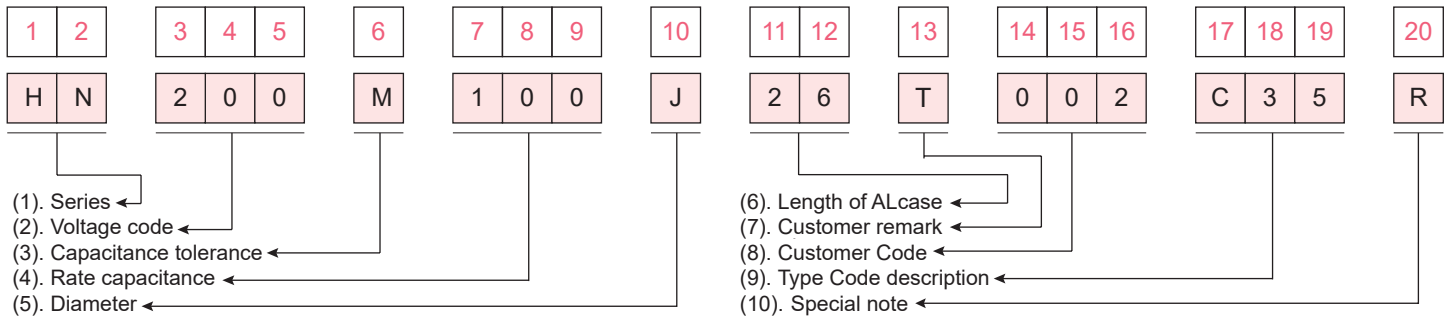 1 2 3 4 5 6 7 8 9 10 11 12 13 14 15 16 17 18 19 20
H N 2 0 0 M 1 0 0 J 2 6 T 0 0 2 C 3 5 R
(1). Series
(2). Voltage code
(3). Capacitance tolerance
(4). Rate capacitance
(5). Diameter
(6). Length of ALcase
(7). Customer remark
(8). Customer Code
(9). Type Code description
(10). Special note